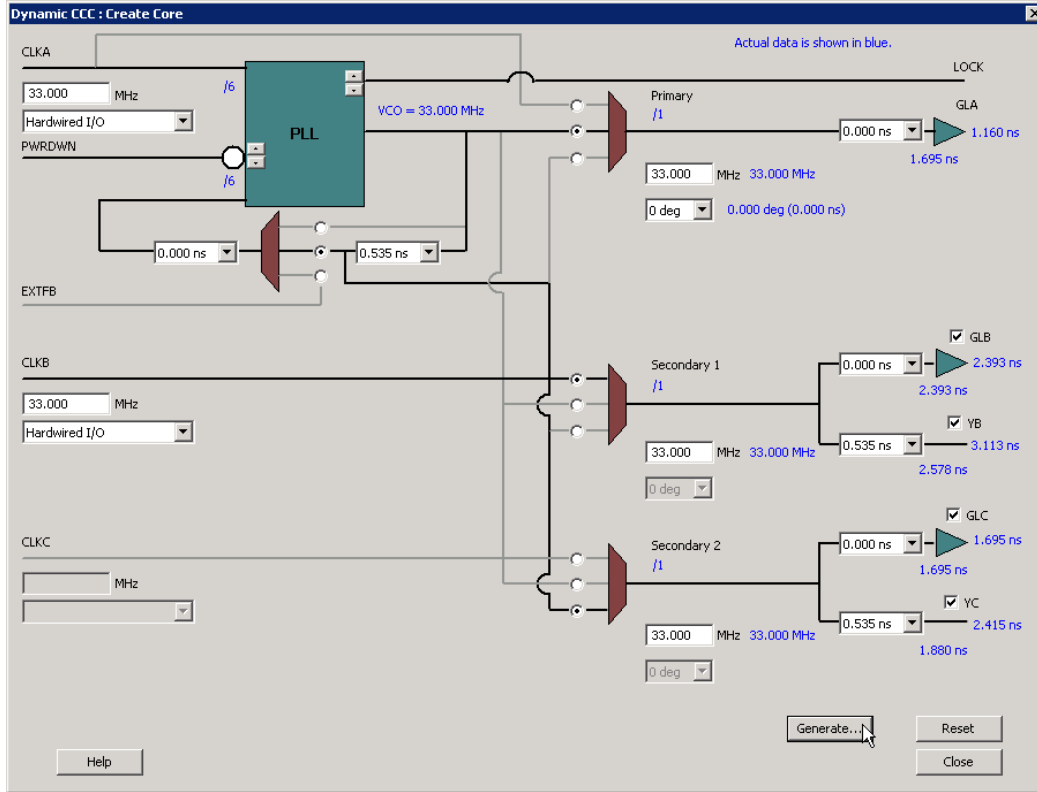 Dynamic CCC : Create Core
Actual data is shown in blue.
CLKA
33.000 MHz
Hardwired I/O
PWRDWN
/6
/6
PLL
VCO = 33.000 MHz
LOCK
Primary
/1
GLA
0.000 ns
1.160 ns
1.695 ns
33.000 MHz 33.000 MHz
0 deg 0.000 deg (0.000 ns)
0.000 ns
0.535 ns
EXTFB
CLKB
33.000 MHz
Hardwired I/O
Secondary 1
/1
33.000 MHz 33.000 MHz
0 deg
GLB
0.000 ns
2.393 ns
2.393 ns
YB
0.535 ns
3.113 ns
2.578 ns
CLKC
MHz
Secondary 2
/1
33.000 MHz 33.000 MHz
0 deg
GLC
0.000 ns
1.695 ns
1.695 ns
YC
0.535 ns
2.415 ns
1.880 ns
Generate...
Reset
Help
Close